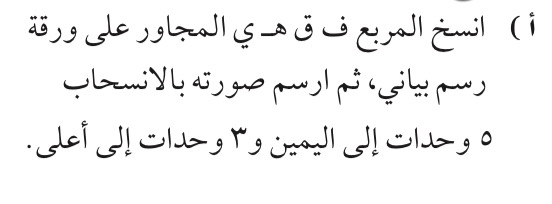 أ ) انسخ المربع ف ق هـ ي المجاور على ورقة
رسم بياني، ثم ارسم صورته بالانسحاب
٥ وحدات إلى اليمين و٣ وحدات إلى أعلى.